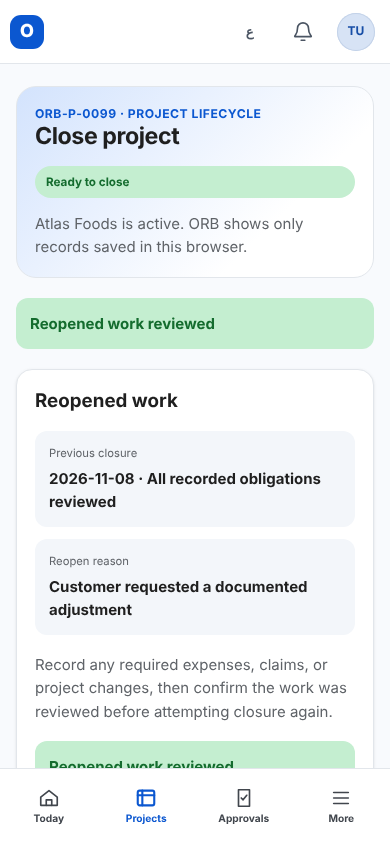 O
ع
TU
ORB-P-0099 · PROJECT LIFECYCLE
Close project
Ready to close
Atlas Foods is active. ORB shows only
records saved in this browser.
Reopened work reviewed
Reopened work
Previous closure
2026-11-08 · All recorded obligations
reviewed
Reopen reason
Customer requested a documented
adjustment
Record any required expenses, claims, or
project changes, then confirm the work was
reviewed before attempting closure again.
Reopened work reviewed
Today
Projects
Approvals
More